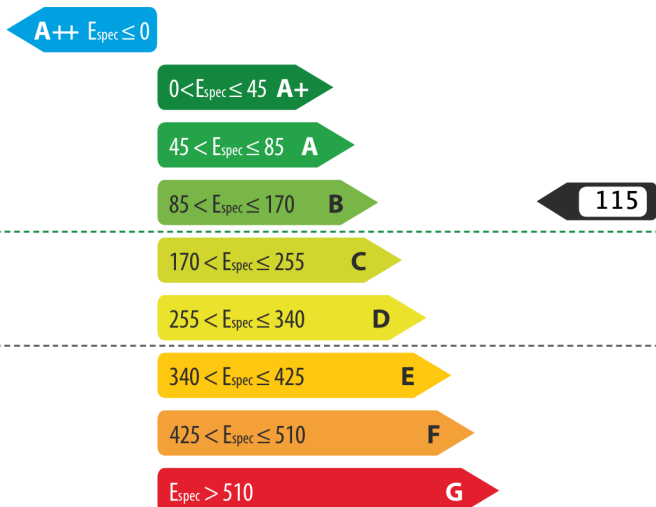 A++ Espec ≤ 0
0<Espec ≤ 45 A+
45 < Espec ≤ 85 A
85 < Espec ≤ 170 B
115
170 < Espec ≤ 255 C
255 < Espec ≤ 340 D
340 < Espec ≤ 425 E
425 < Espec ≤ 510 F
Espec > 510 G